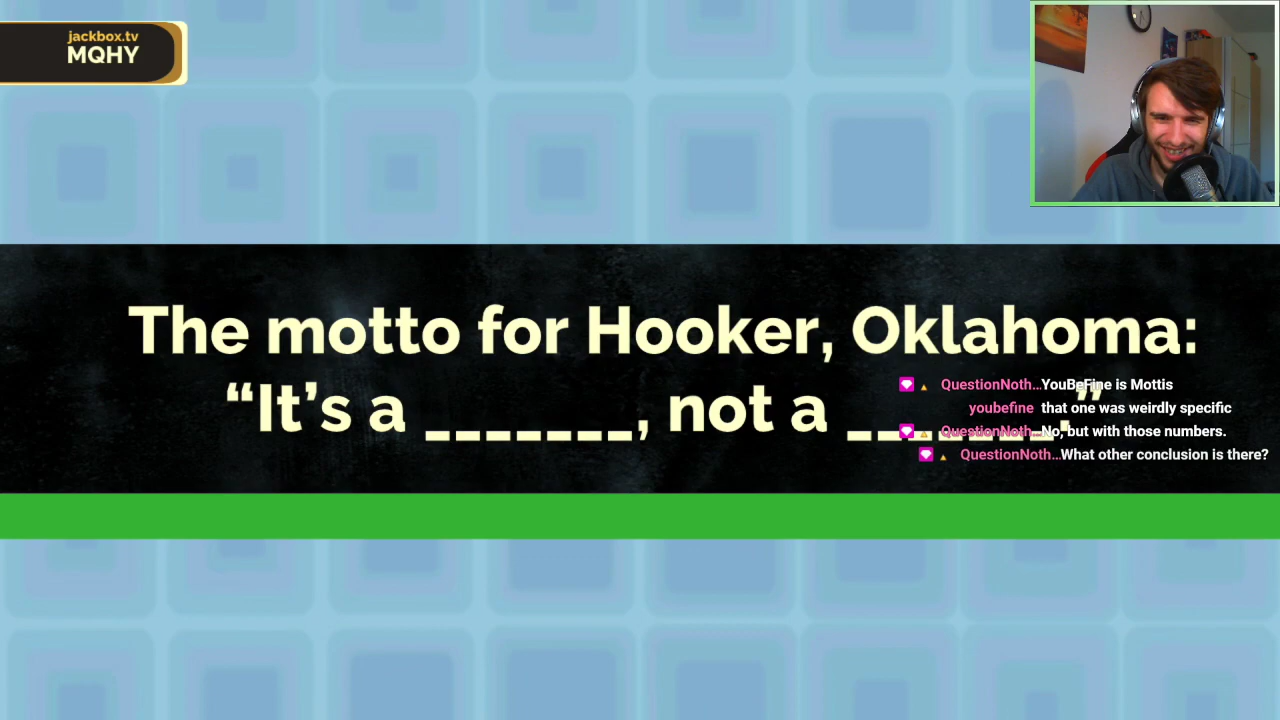 jackbox.tv
MQHY
The motto for Hooker, Oklahoma:
“It’s a _______, not a _______.”
QuestionNoth…YouBeFine is Mottis
youbefine that one was weirdly specific
QuestionNoth…No, but with those numbers.
QuestionNoth…What other conclusion is there?